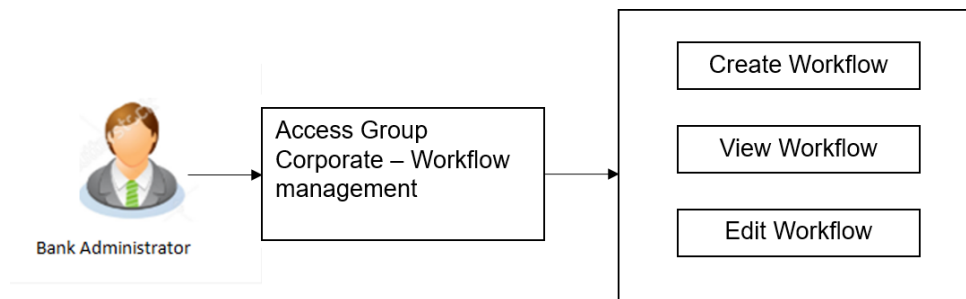 Create Workflow
Access Group
Corporate – Workflow
management
View Workflow
Edit Workflow
Bank Administrator